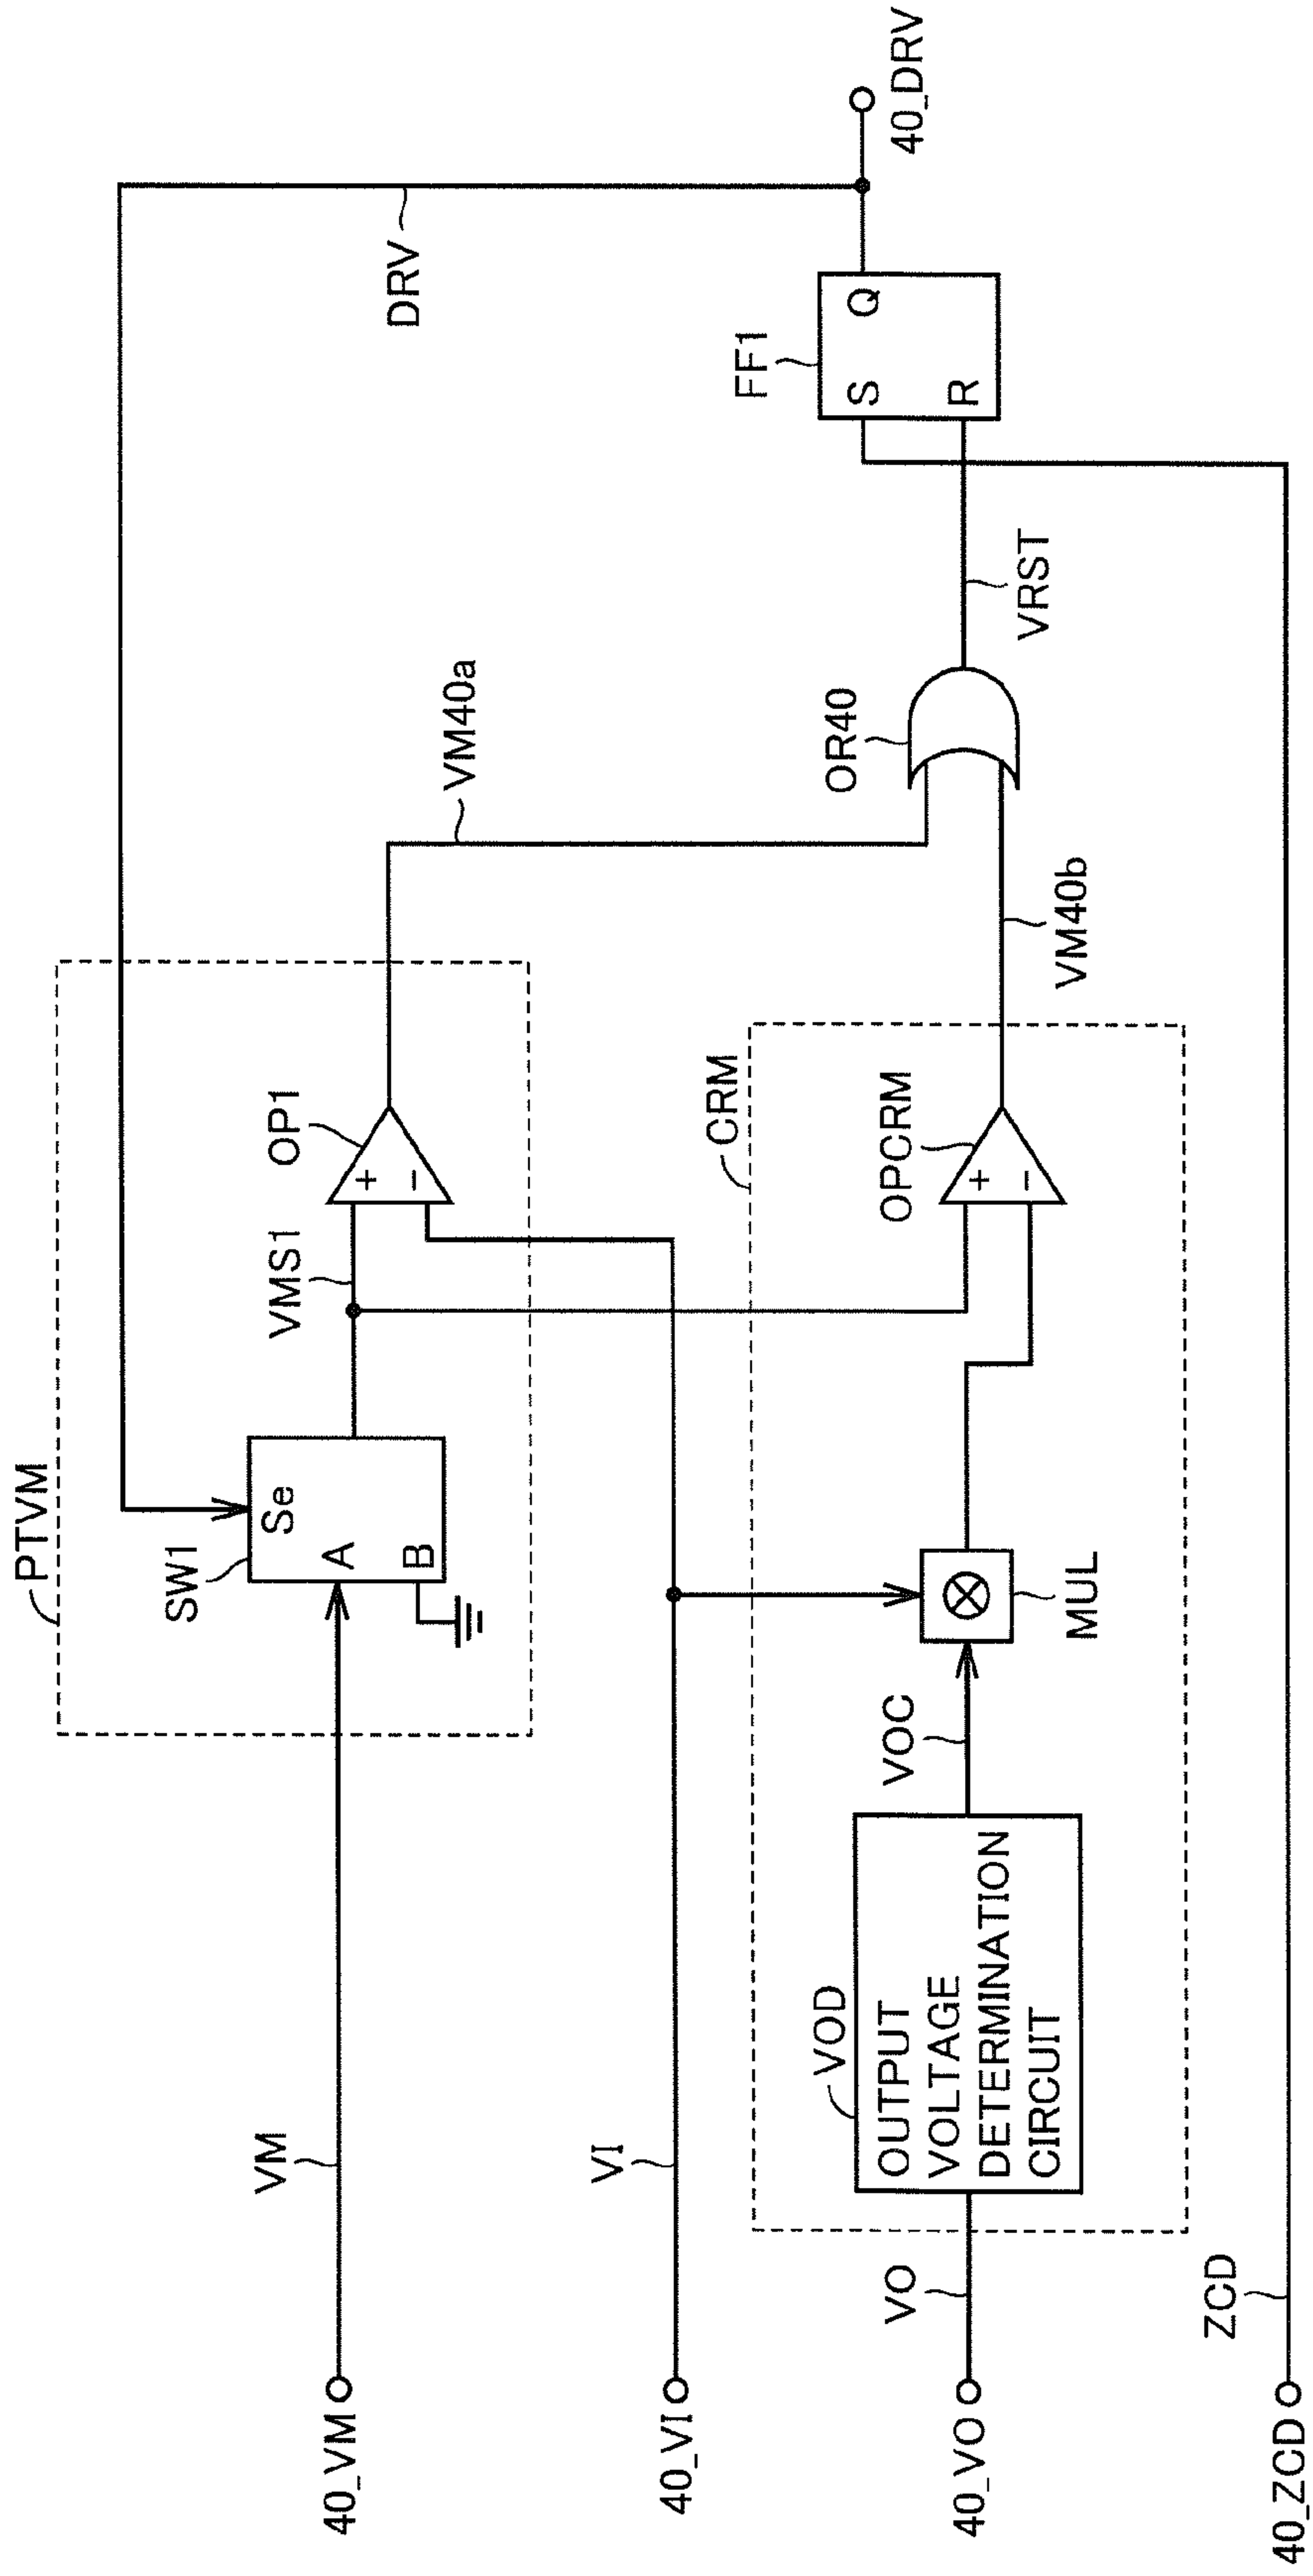 PTVM
SW1
Se
A
B
VMS1
OP1
+
−
VM
40_VM
VM40a
DRV
VI
40_VI
CRM
VOD
OUTPUT
VOLTAGE
DETERMINATION
CIRCUIT
VO
40_VO
VOC
MUL
OPCRM
+
−
VM40b
OR40
VRST
FF1
S
R
Q
40_DRV
ZCD
40_ZCD